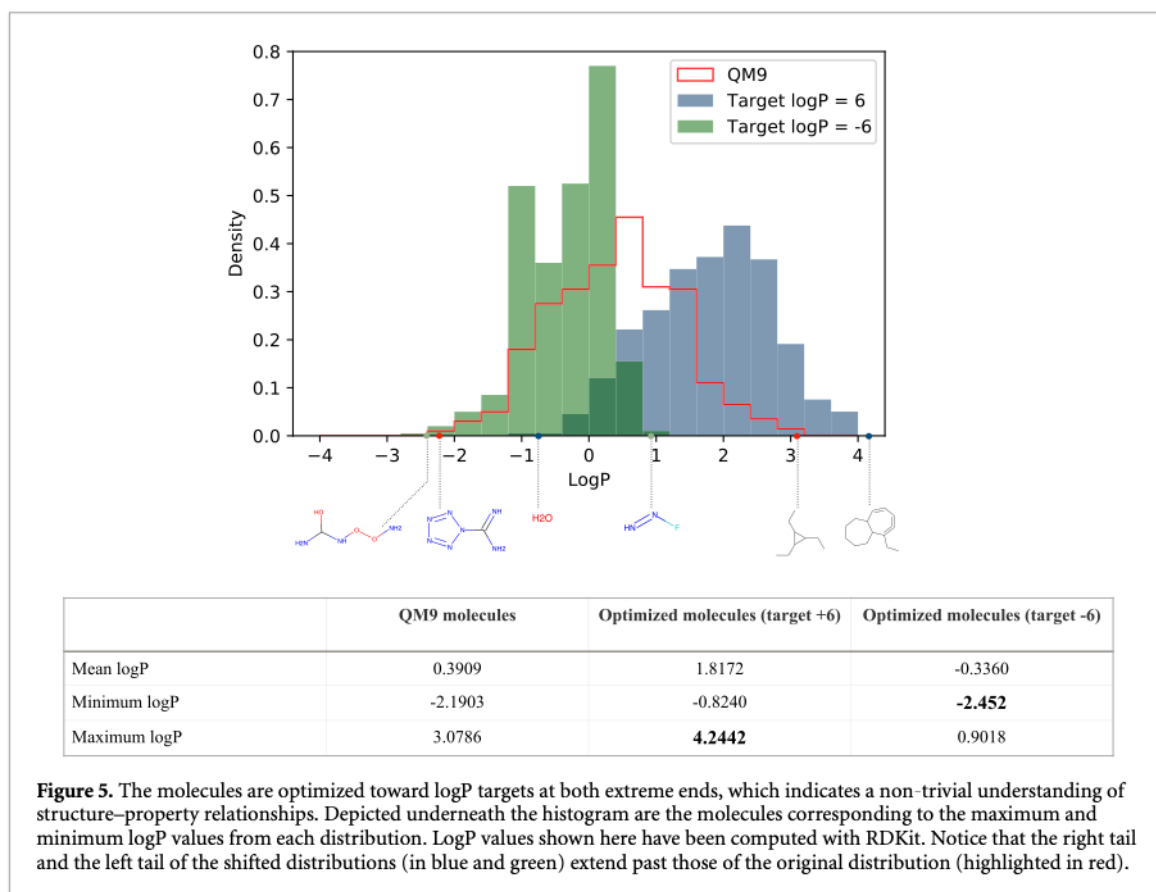 0.8
0.7
0.6
0.5
0.4
0.3
0.2
0.1
0.0
Density
QM9
Target logP = 6
Target logP = -6
−4 −3 −2 −1 0 1 2 3 4
LogP
HO
H₂N
NH
O
O
NH2
N
N
N
N
N
NH
NH2
H2O
HN
N
F
QM9 molecules Optimized molecules (target +6) Optimized molecules (target -6)
Mean logP 0.3909 1.8172 -0.3360
Minimum logP -2.1903 -0.8240 -2.452
Maximum logP 3.0786 4.2442 0.9018
Figure 5. The molecules are optimized toward logP targets at both extreme ends, which indicates a non-trivial understanding of
structure–property relationships. Depicted underneath the histogram are the molecules corresponding to the maximum and
minimum logP values from each distribution. LogP values shown here have been computed with RDKit. Notice that the right tail
and the left tail of the shifted distributions (in blue and green) extend past those of the original distribution (highlighted in red).